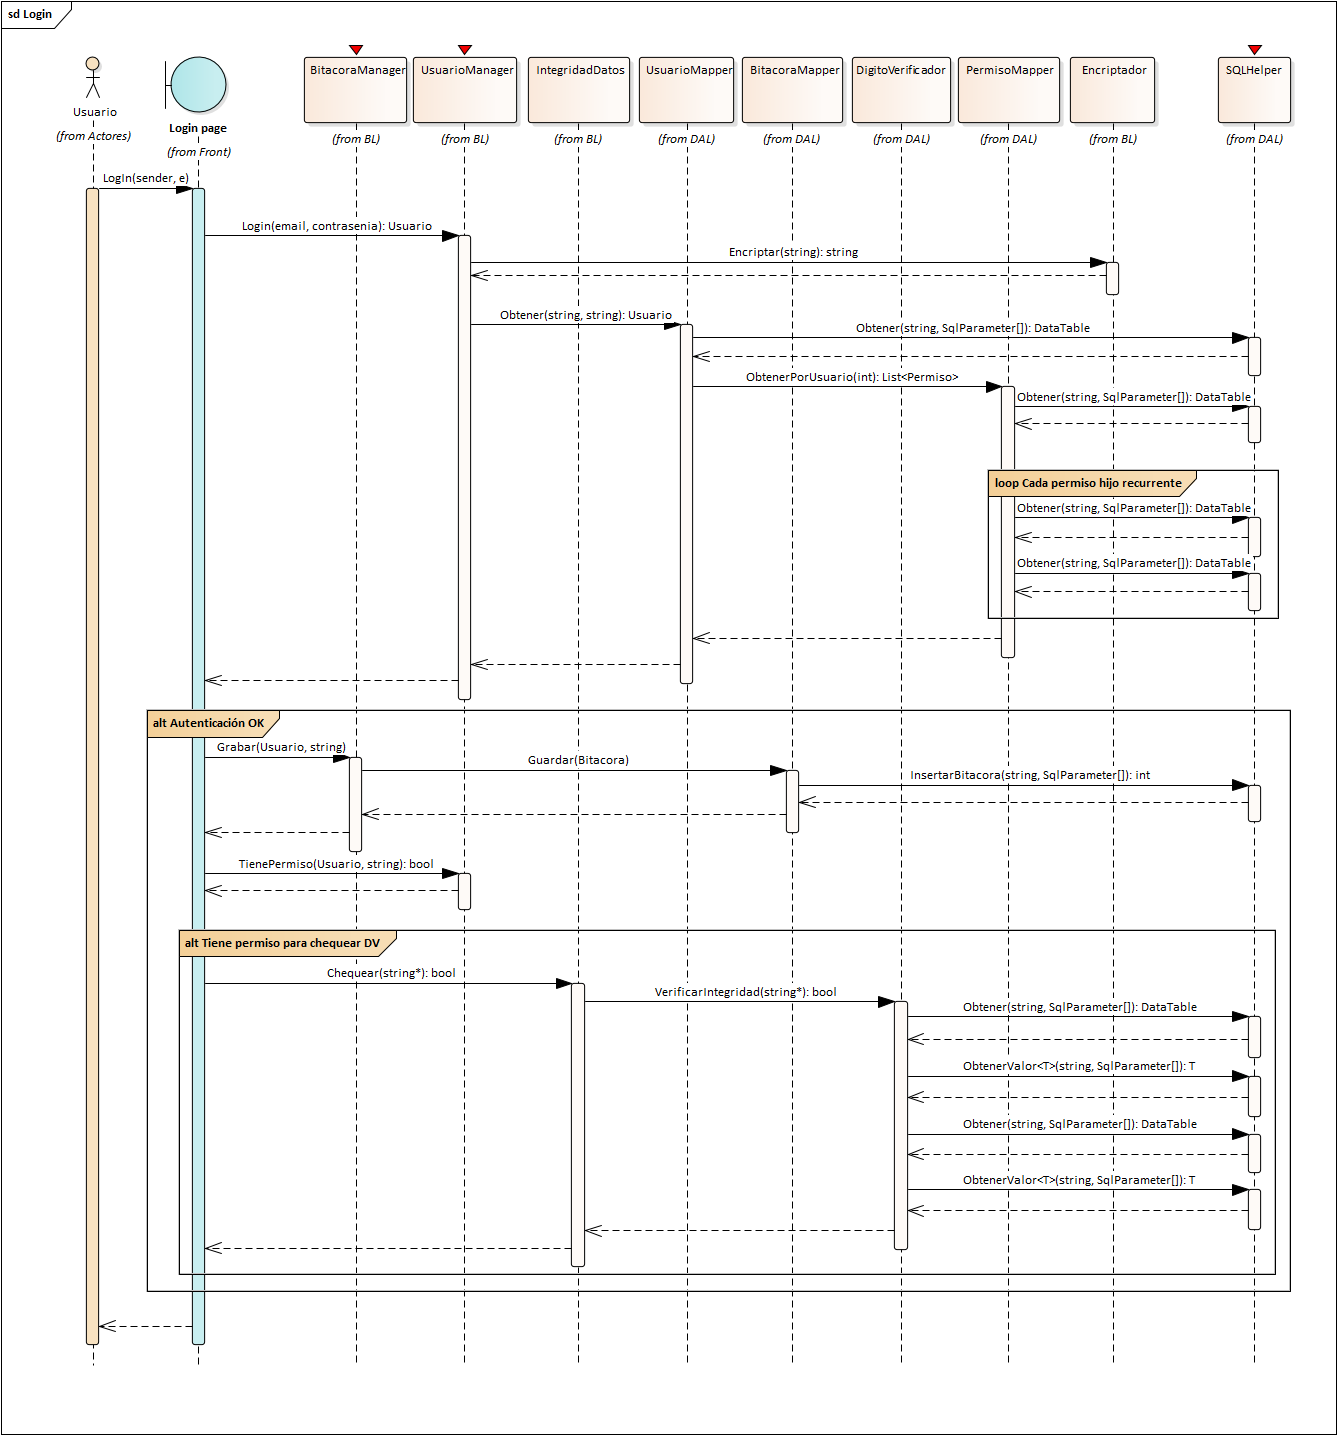 sd Login
BitacoraManager
UsuarioManager
IntegridadDatos
UsuarioMapper
BitacoraMapper
DigitoVerificador
PermisoMapper
Encriptador
SQLHelper
Usuario
(from Actores)
Login page
(from Front)
(from BL)
(from BL)
(from BL)
(from DAL)
(from DAL)
(from DAL)
(from DAL)
(from BL)
(from DAL)
LogIn(sender, e)
Login(email, contrasenia): Usuario
Encriptar(string): string
Obtener(string, string): Usuario
Obtener(string, SqlParameter[]): DataTable
ObtenerPorUsuario(int): List<Permiso>
Obtener(string, SqlParameter[]): DataTable
loop Cada permiso hijo recurrente
Obtener(string, SqlParameter[]): DataTable
Obtener(string, SqlParameter[]): DataTable
alt Autenticación OK
Grabar(Usuario, string)
Guardar(Bitacora)
InsertarBitacora(string, SqlParameter[]): int
TienePermiso(Usuario, string): bool
alt Tiene permiso para chequear DV
Chequear(string*): bool
VerificarIntegridad(string*): bool
Obtener(string, SqlParameter[]): DataTable
ObtenerValor<T>(string, SqlParameter[]): T
Obtener(string, SqlParameter[]): DataTable
ObtenerValor<T>(string, SqlParameter[]): T